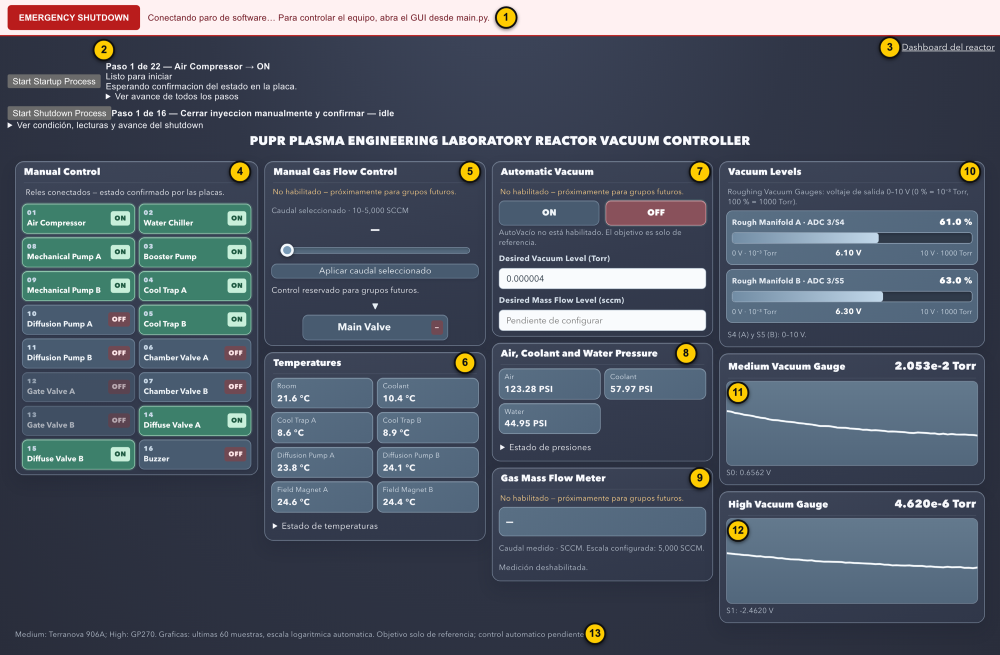 EMERGENCY SHUTDOWN
Conectando paro de software... Para controlar el equipo, abra el GUI desde main.py.
1
2
3
Dashboard del reactor
Start Startup Process
Paso 1 de 22 — Air Compressor → ON
Listo para iniciar
Esperando confirmacion del estado en la placa.
▶ Ver avance de todos los pasos
Start Shutdown Process
Paso 1 de 16 — Cerrar inyeccion manualmente y confirmar — idle
▶ Ver condición, lecturas y avance del shutdown
PUPR PLASMA ENGINEERING LABORATORY REACTOR VACUUM CONTROLLER
Manual Control
4
Reles conectados — estado confirmado por las placas.
01
Air Compressor
ON
02
Water Chiller
ON
08
Mechanical Pump A
ON
03
Booster Pump
ON
09
Mechanical Pump B
ON
04
Cool Trap A
ON
10
Diffusion Pump A
OFF
05
Cool Trap B
ON
11
Diffusion Pump B
OFF
06
Chamber Valve A
OFF
12
Gate Valve A
OFF
07
Chamber Valve B
OFF
13
Gate Valve B
OFF
14
Diffuse Valve A
ON
15
Diffuse Valve B
ON
16
Buzzer
OFF
Manual Gas Flow Control
5
No habilitado — próximamente para grupos futuros.
Caudal seleccionado · 10–5,000 SCCM
—
Aplicar caudal seleccionado
Control reservado para grupos futuros.
▼
Main Valve
–
Temperatures
6
Room
21.6 °C
Coolant
10.4 °C
Cool Trap A
8.6 °C
Cool Trap B
8.9 °C
Diffusion Pump A
23.8 °C
Diffusion Pump B
24.1 °C
Field Magnet A
24.6 °C
Field Magnet B
24.4 °C
▶ Estado de temperaturas
Automatic Vacuum
7
No habilitado — próximamente para grupos futuros.
ON
OFF
AutoVacío no está habilitado. El objetivo es solo de
referencia.
Desired Vacuum Level (Torr)
0.000004
Desired Mass Flow Level (sccm)
Pendiente de configurar
Air, Coolant and Water Pressure
8
Air
123.28 PSI
Coolant
57.97 PSI
Water
44.95 PSI
▶ Estado de presiones
Gas Mass Flow Meter
9
No habilitado — próximamente para grupos futuros.
—
Caudal medido · SCCM. Escala configurada: 5,000 SCCM.
Medición deshabilitada.
Vacuum Levels
10
Roughing Vacuum Gauges: voltaje de salida 0–10 V (0 % = 10⁻³ Torr,
100 % = 1000 Torr).
Rough Manifold A · ADC 3/S4
61.0 %
0 V · 10⁻³ Torr
6.10 V
10 V · 1000 Torr
Rough Manifold B · ADC 3/S5
63.0 %
0 V · 10⁻³ Torr
6.30 V
10 V · 1000 Torr
S4 (A) y S5 (B): 0–10 V.
Medium Vacuum Gauge
2.053e-2 Torr
11
S0: 0.6562 V
High Vacuum Gauge
4.620e-6 Torr
12
S1: -2.4620 V
Medium: Terranova 906A; High: GP270. Graficas: ultimas 60 muestras, escala logaritmica automatica. Objetivo solo de referencia; control automatico pendiente
13